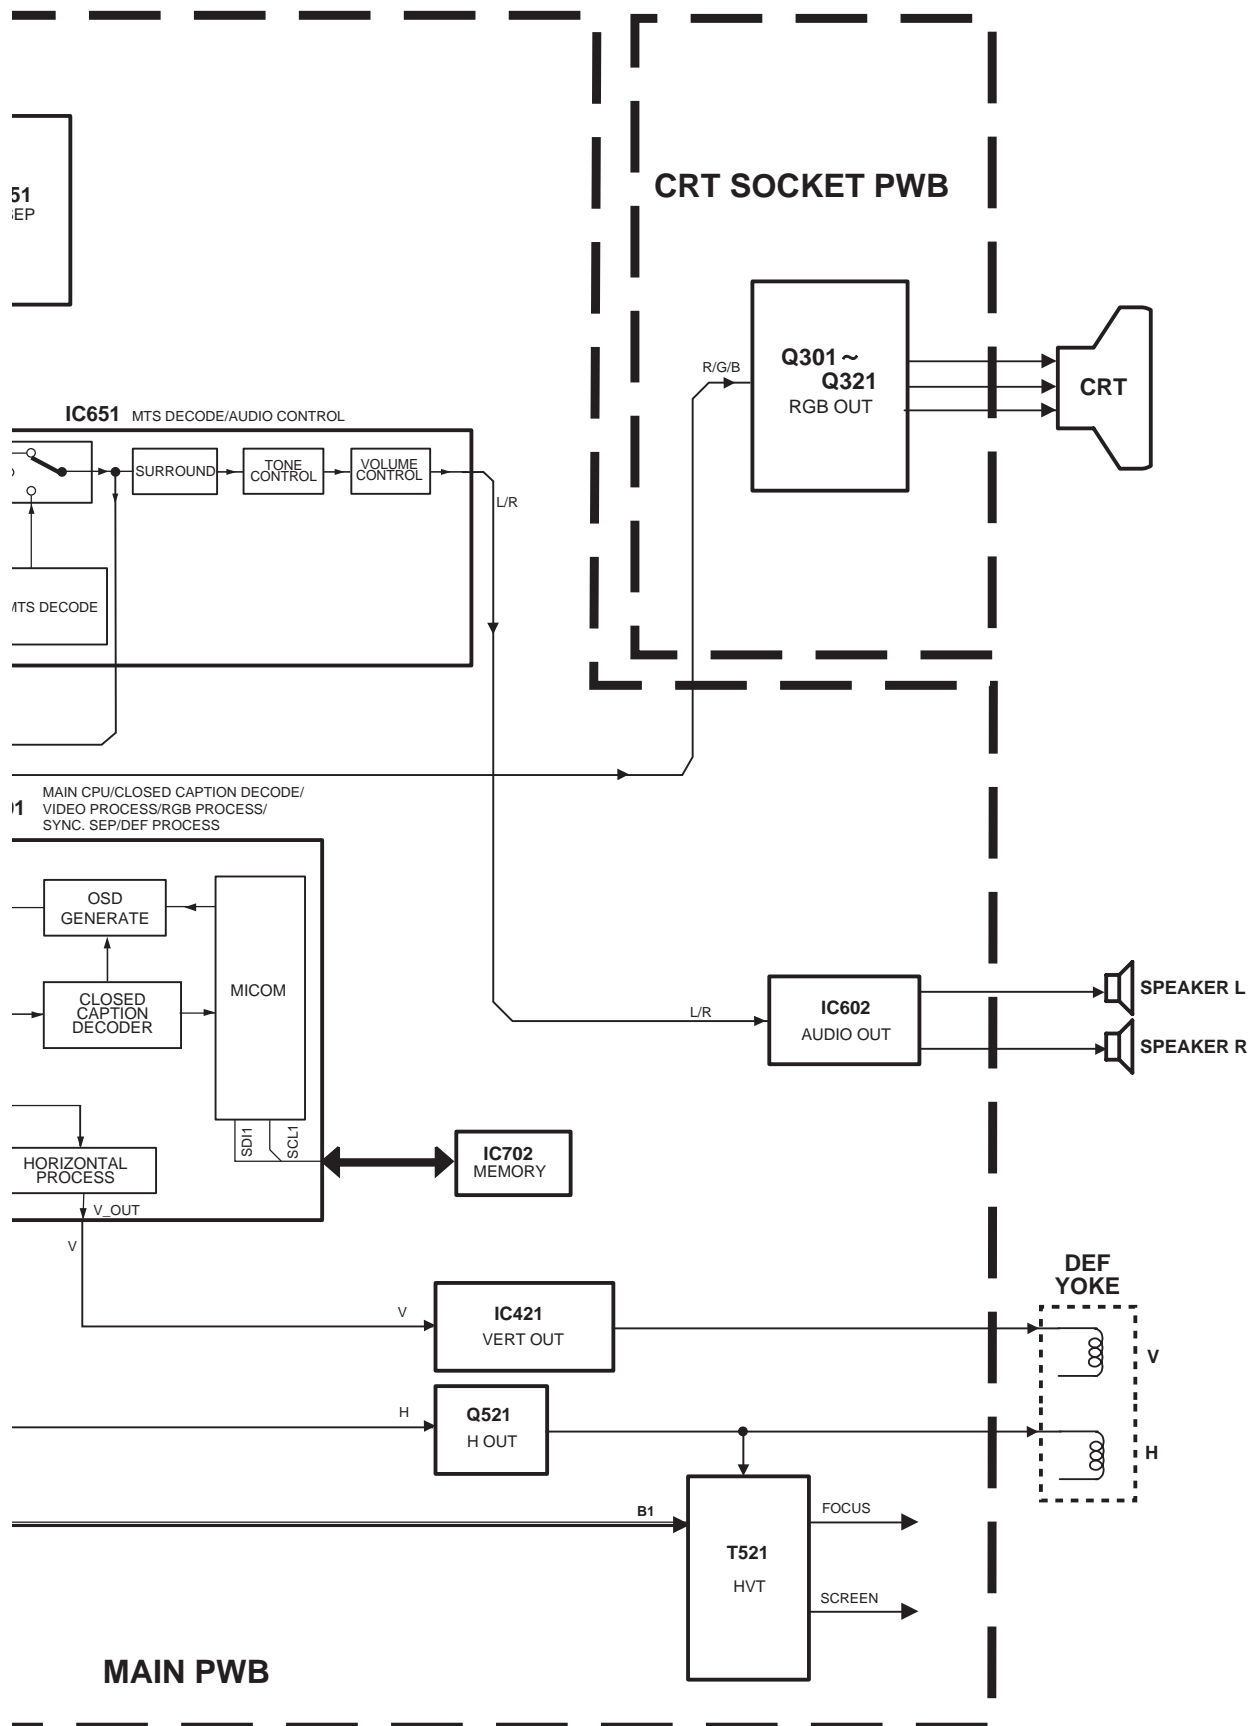 CRT SOCKET PWB
51
Q301～
Q321
RGB OUT
R/G/B
CRT
IC651 MTS DECODE/AUDIO CONTROL
SURROUND
TONE
CONTROL
VOLUME
CONTROL
L/R
DECODE
MAIN CPU/CLOSED CAPTION DECODE/
VIDEO PROCESS/RGB PROCESS/
SYNC. SEP/DEF PROCESS
OSD
GENERATE
MICOM
CLOSED
CAPTION
DECODER
L/R
IC602
AUDIO OUT
SPEAKER L
SPEAKER R
SDI1
SCL1
IC702
MEMORY
HORIZONTAL
PROCESS
V_OUT
V
V
IC421
VERT OUT
DEF
YOKE
V
H
Q521
H OUT
H
B1
T521
HVT
FOCUS
SCREEN
MAIN PWB